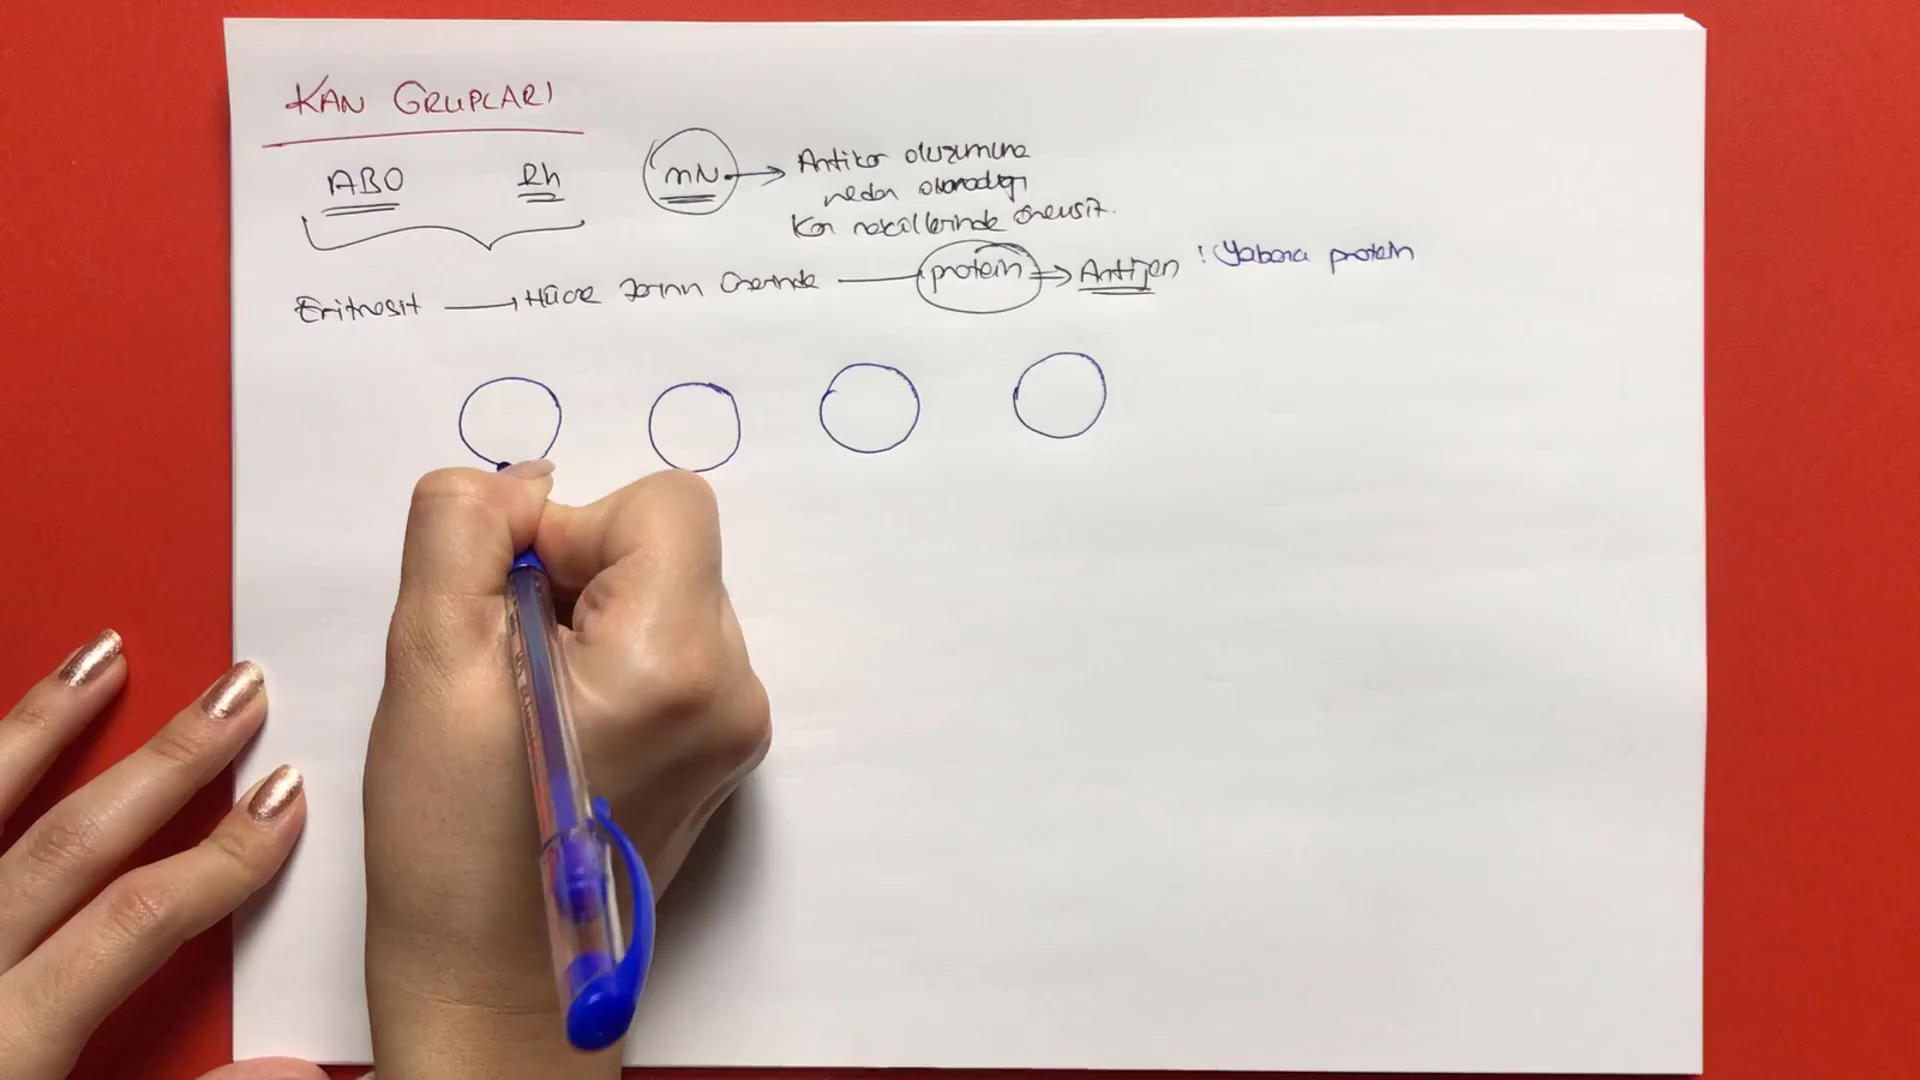 KAN GRUPLARI
ABO Rh MN → Antikor oluşumuna
neden olmadığı
Kan nakillerinde önemsiz.
Eritrosit → Hücre zarının üzerinde — protein ⇒ Antijen : Yabancı protein